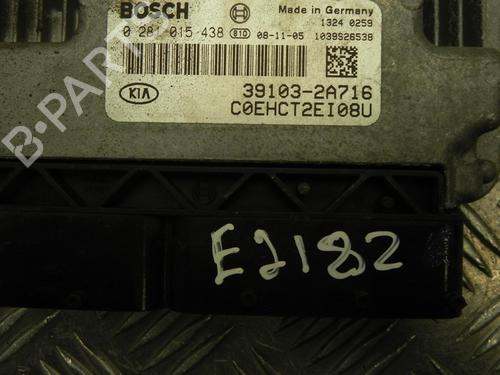 BOSCH
Made in Germany
1324 0259
0 281 015 438 810 08-11-05 1039S26538
KIA
39103-2A716
C0EHCT2EI08U
E2182
B-PARTS